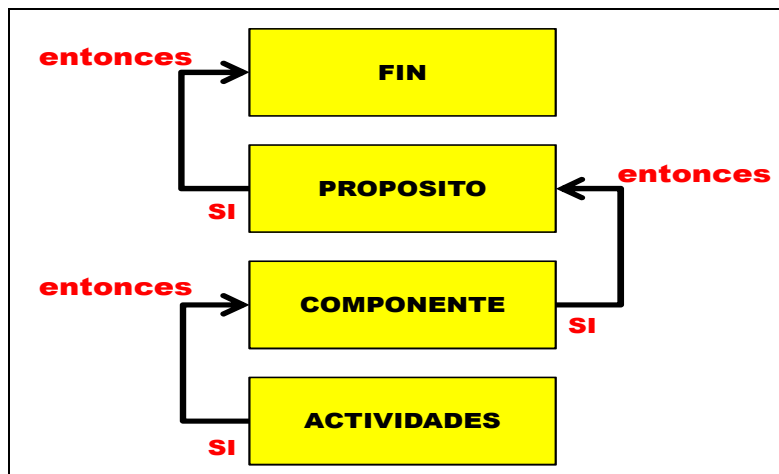 entonces
FIN
PROPOSITO
entonces
SI
entonces
COMPONENTE
SI
ACTIVIDADES
SI